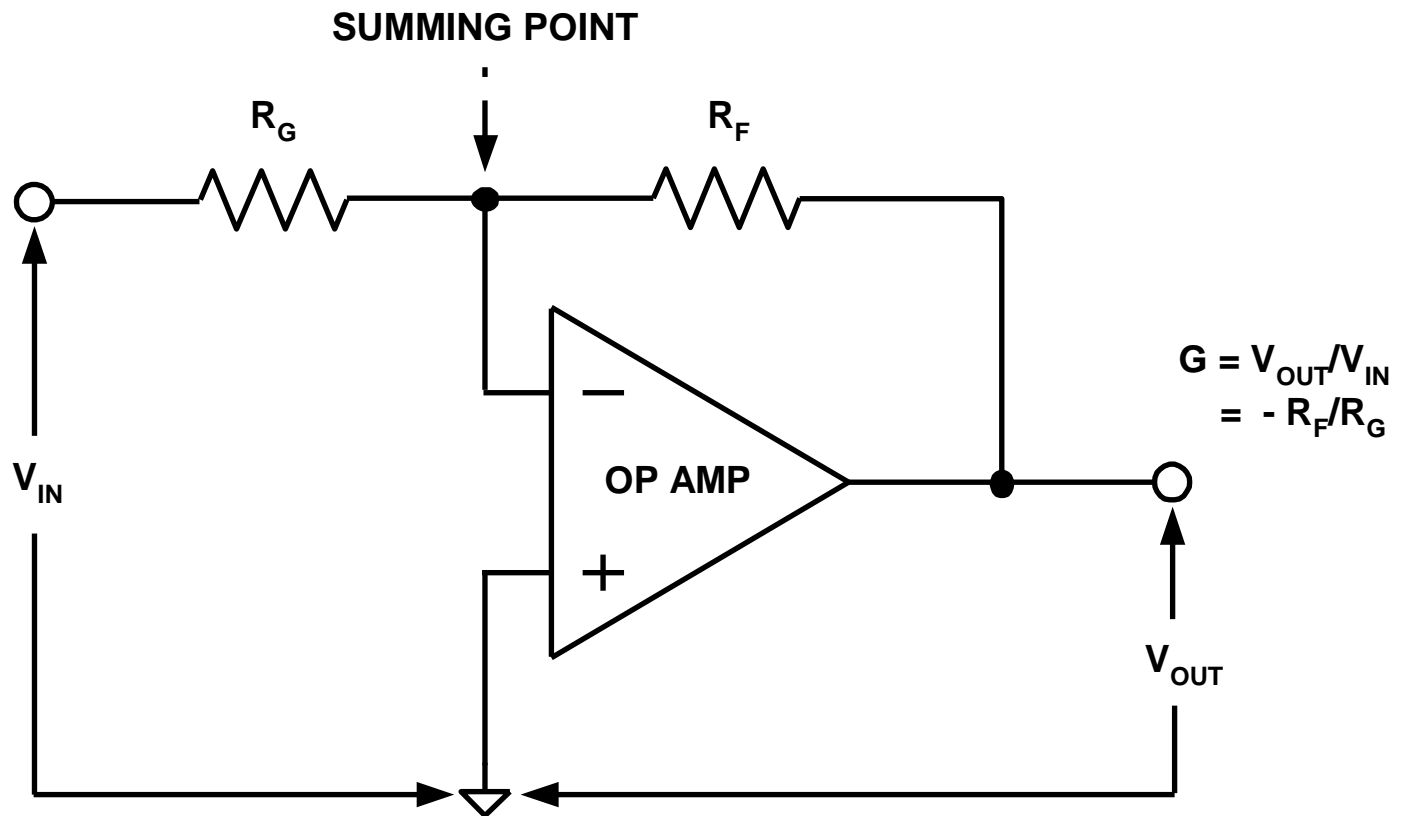 SUMMING POINT
R_G
R_F
G = V_OUT/V_IN
= - R_F/R_G
V_IN
−
OP AMP
+
V_OUT